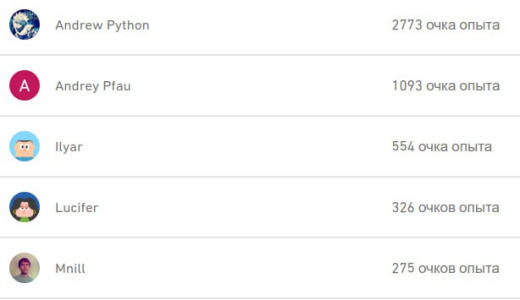 Andrew Python 2773 очка опыта
A Andrey Pfau 1093 очка опыта
Ilyar 554 очка опыта
Lucifer 326 очков опыта
Mnill 275 очков опыта